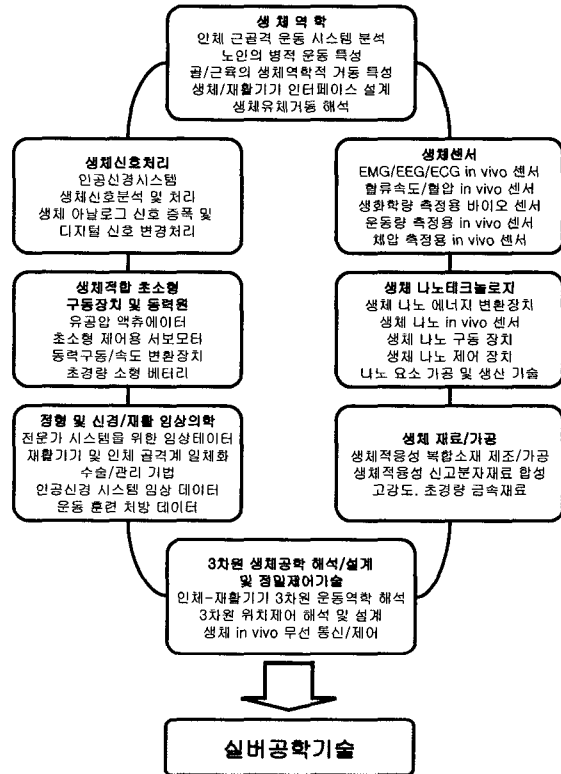 생 체 역 학
인체 근골격 운동 시스템 분석
노인의 병적 운동 특성
골/근육의 생체역학적 거동 특성
생체/재활기기 인터페이스 설계
생체유체거동 해석
생체신호처리
인공신경시스템
생체신호분석 및 처리
생체 아날로그 신호 증폭 및
디지털 신호 변경처리
생체센서
EMG/EEG/ECG in vivo 센서
혈류속도/혈압 in vivo 센서
생화학량 측정용 바이오 센서
운동량 측정용 in vivo 센서
체압 측정용 in vivo 센서
생체적합 초소형
구동장치 및 동력원
유공압 액츄에이터
초소형 제어용 서보모터
동력구동/속도 변환장치
초경량 소형 베터리
생체 나노테크놀로지
생체 나노 에너지 변환장치
생체 나노 in vivo 센서
생체 나노 구동 장치
생체 나노 제어 장치
나노 요소 가공 및 생산 기술
정형 및 신경/재활 임상의학
전문가 시스템을 위한 임상데이터
재활기기 및 인체 골격계 일체화
수술/관리 기법
인공신경 시스템 임상 데이터
운동 훈련 처방 데이터
생체 재료/가공
생체적응성 복합소재 제조/가공
생체적응성 신고분자재료 합성
고강도, 초경량 금속재료
3차원 생체공학 해석/설계
및 정밀제어기술
인체-재활기기 3차원 운동역학 해석
3차원 위치제어 해석 및 설계
생체 in vivo 무선 통신/제어
실버공학기술